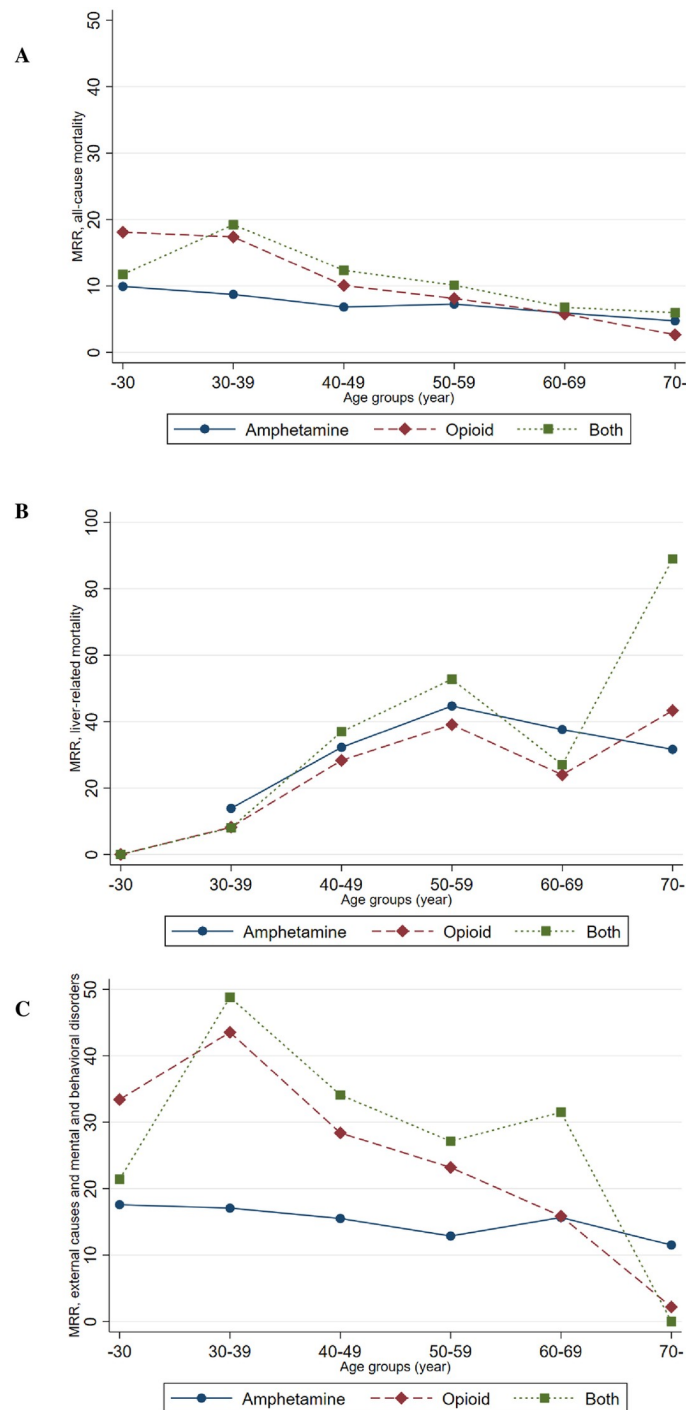 A
MRR, all-cause mortality
50
40
30
20
10
0
-30 30-39 40-49 50-59 60-69 70-
Age groups (year)
Amphetamine Opioid Both
B
MRR, liver-related mortality
100
80
60
40
20
0
-30 30-39 40-49 50-59 60-69 70-
Age groups (year)
Amphetamine Opioid Both
C
MRR, external causes and mental and behavioral disorders
50
40
30
20
10
0
-30 30-39 40-49 50-59 60-69 70-
Age groups (year)
Amphetamine Opioid Both